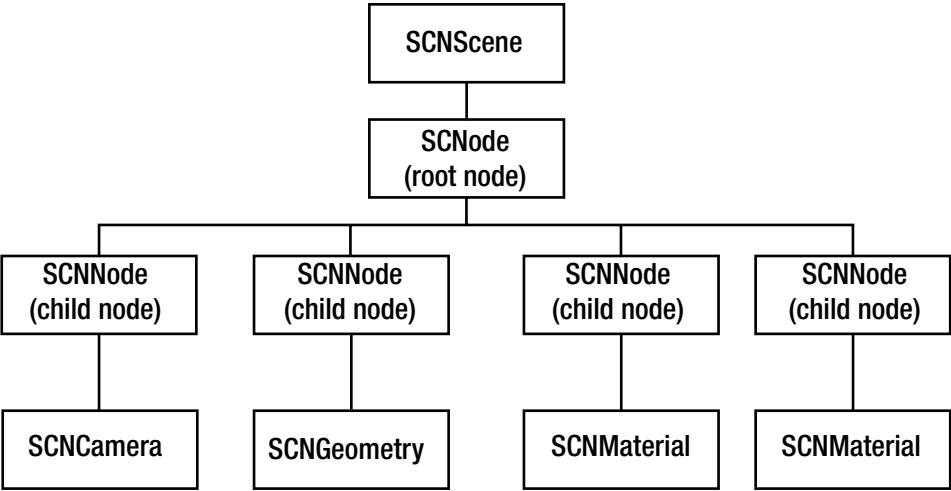 SCNScene
SCNode
(root node)
SCNNode
(child node)
SCNNode
(child node)
SCNNode
(child node)
SCNNode
(child node)
SCNCamera
SCNGeometry
SCNMaterial
SCNMaterial